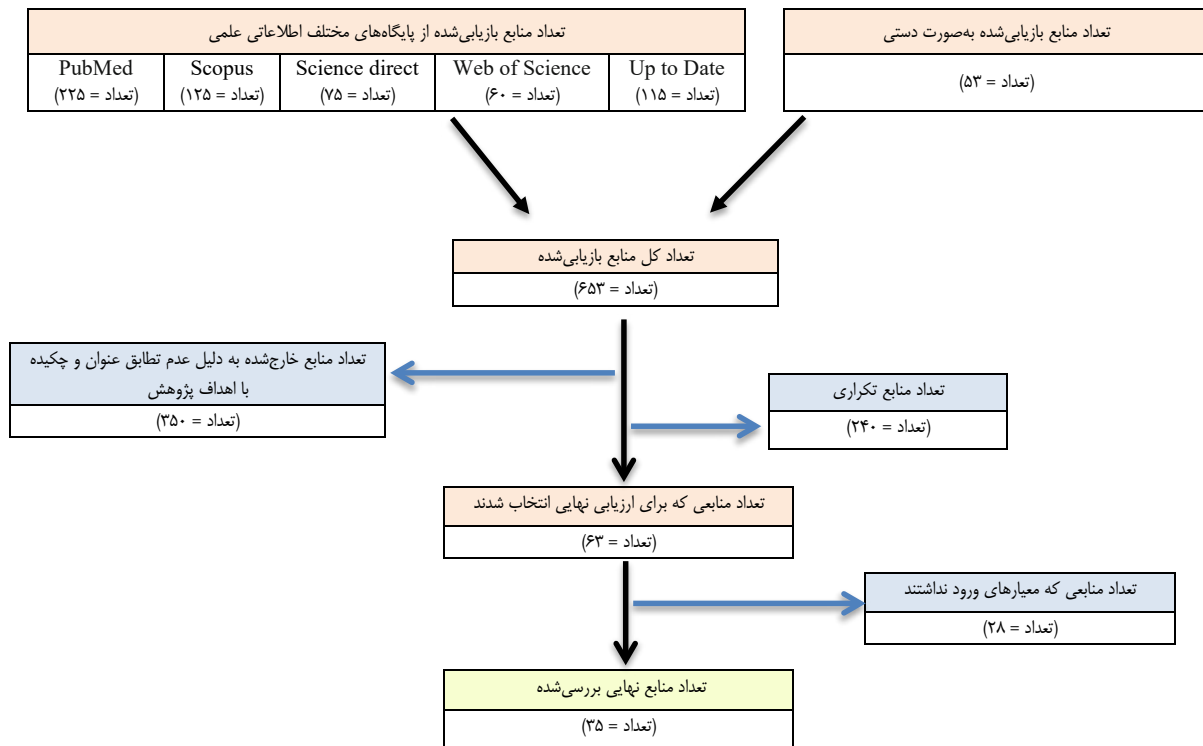 تعداد منابع بازیابی‌شده به‌صورت دستی
(تعداد = ۵۳)
تعداد منابع بازیابی‌شده از پایگاه‌های مختلف اطلاعاتی علمی
PubMed
(تعداد = ۲۲۵)
Scopus
(تعداد = ۱۲۵)
Science direct
(تعداد = ۷۵)
Web of Science
(تعداد = ۶۰)
Up to Date
(تعداد = ۱۱۵)
تعداد کل منابع بازیابی‌شده
(تعداد = ۶۵۳)
تعداد منابع خارج‌شده به دلیل عدم تطابق عنوان و چکیده
با اهداف پژوهش
(تعداد = ۳۵۰)
تعداد منابع تکراری
(تعداد = ۲۴۰)
تعداد منابعی که برای ارزیابی نهایی انتخاب شدند
(تعداد = ۶۳)
تعداد منابعی که معیارهای ورود نداشتند
(تعداد = ۲۸)
تعداد منابع نهایی بررسی‌شده
(تعداد = ۳۵)